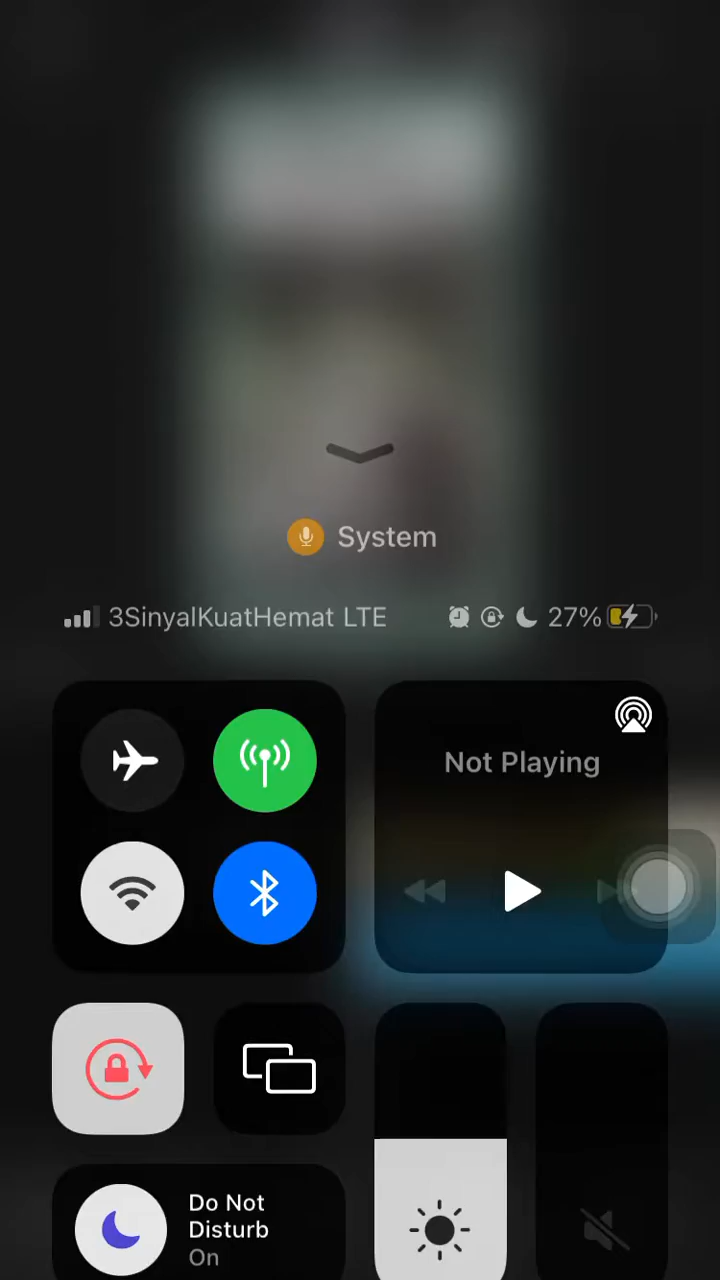 System
3SinyalKuatHemat LTE 27%
Not Playing
Do Not
Disturb
On